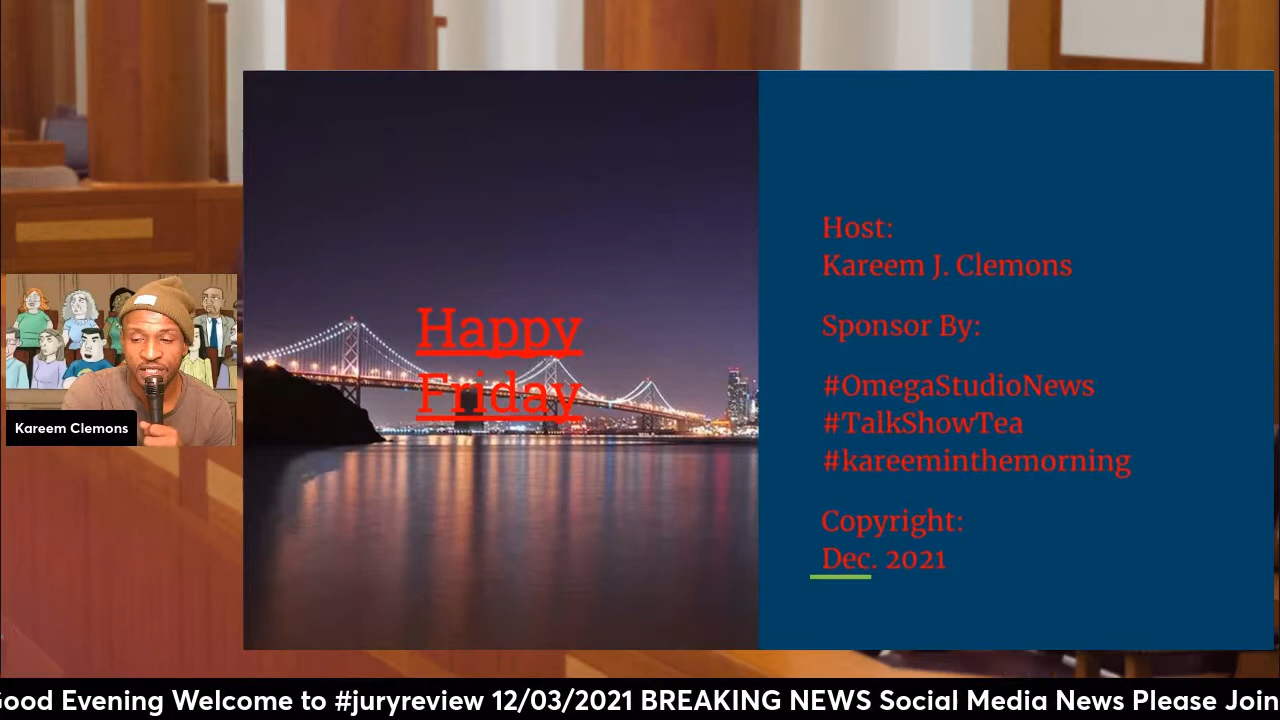 Happy
Friday
Host:
Kareem J. Clemons
Sponsor By:
#OmegaStudioNews
#TalkShowTea
#kareeminthemorning
Copyright:
Dec. 2021
Kareem Clemons
Good Evening Welcome to #juryreview 12/03/2021 BREAKING NEWS Social Media News Please Join